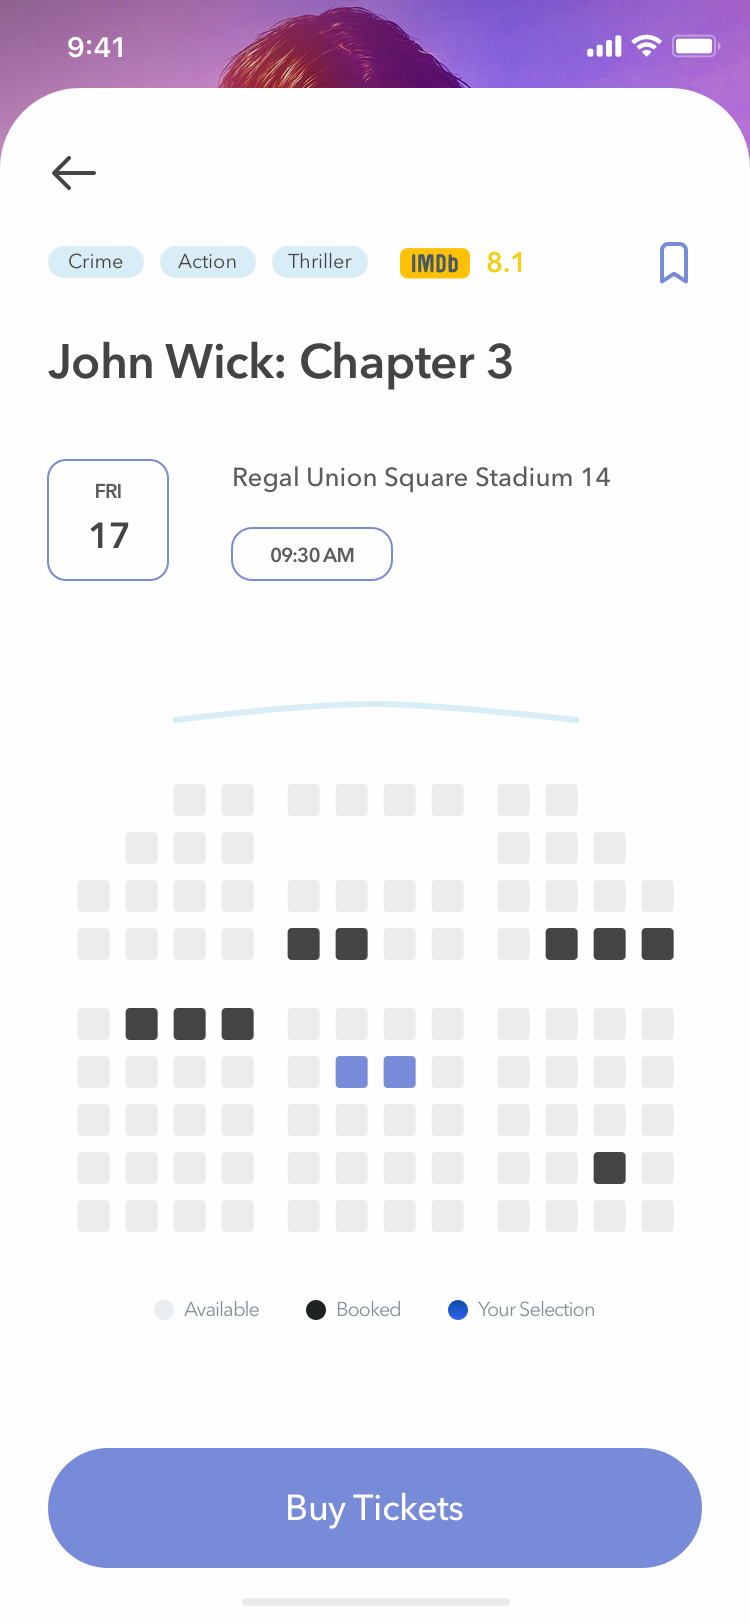 9:41
Crime Action Thriller IMDb 8.1
John Wick: Chapter 3
FRI
17
Regal Union Square Stadium 14
09:30 AM
Available Booked Your Selection
Buy Tickets